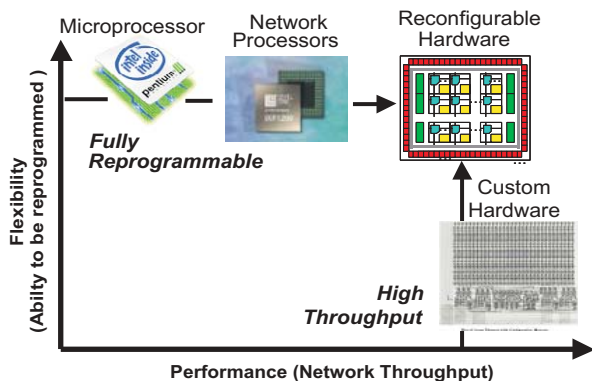 Microprocessor
Network
Processors
Reconfigurable
Hardware
intel
inside
pentium III
Fully
Reprogrammable
Custom
Hardware
High
Throughput
Flexibility
(Abilty to be reprogrammed)
Performance (Network Throughput)